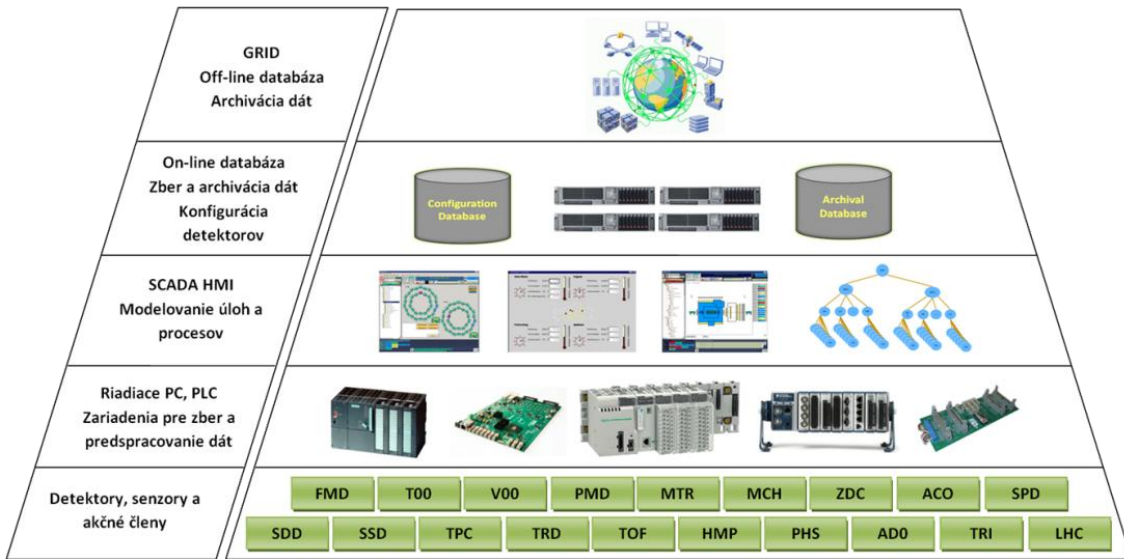 GRID
Off-line databáza
Archivácia dát
On-line databáza
Zber a archivácia dát
Konfigurácia
detektorov
Configuration
Database
Archival
Database
SCADA HMI
Modelovanie úloh a
procesov
Riadiace PC, PLC
Zariadenia pre zber a
predspracovanie dát
Detektory, senzory a
akčné členy
FMD T00 V00 PMD MTR MCH ZDC ACO SPD
SDD SSD TPC TRD TOF HMP PHS AD0 TRI LHC